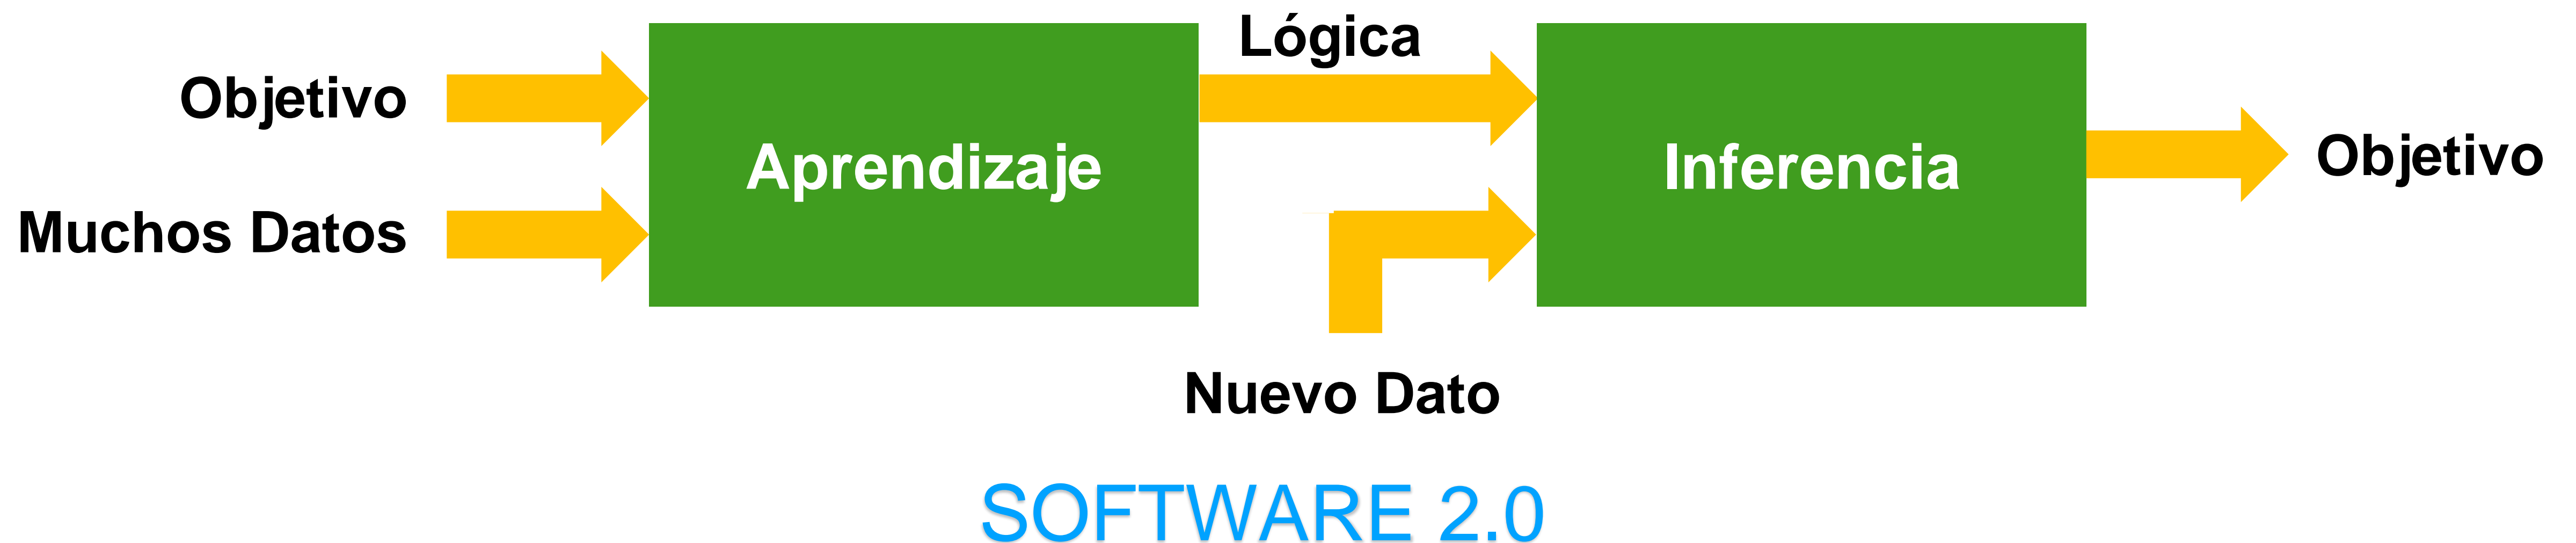 Lógica
Objetivo
Aprendizaje
Inferencia
Objetivo
Muchos Datos
Nuevo Dato
SOFTWARE 2.0